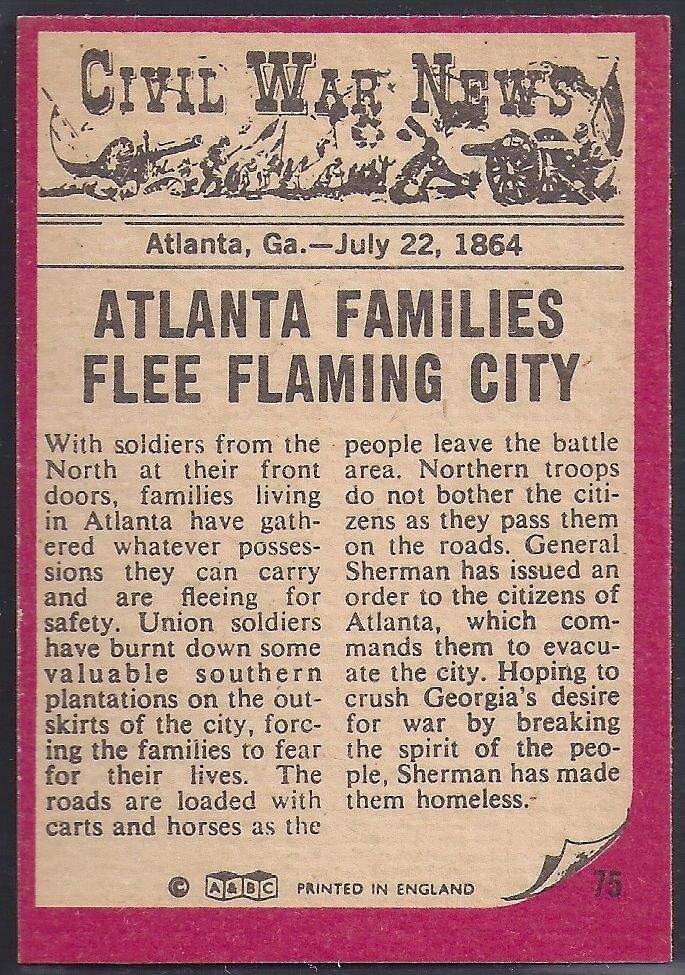 CIVIL WAR NEWS
Atlanta, Ga.—July 22, 1864
ATLANTA FAMILIES
FLEE FLAMING CITY
With soldiers from the
North at their front
doors, families living
in Atlanta have gath-
ered whatever posses-
sions they can carry
and are fleeing for
safety. Union soldiers
have burnt down some
valuable southern
plantations on the out-
skirts of the city, forc-
ing the families to fear
for their lives. The
roads are loaded with
carts and horses as the
people leave the battle
area. Northern troops
do not bother the citi-
zens as they pass them
on the roads. General
Sherman has issued an
order to the citizens of
Atlanta, which com-
mands them to evacu-
ate the city. Hoping to
crush Georgia's desire
for war by breaking
the spirit of the peo-
ple, Sherman has made
them homeless.-
© A&BC PRINTED IN ENGLAND
75